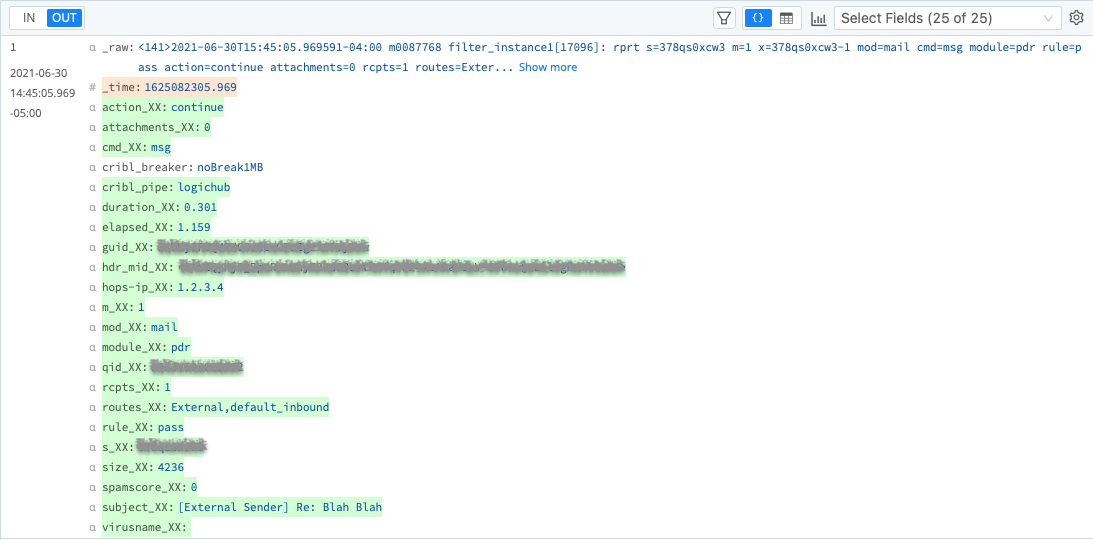 IN OUT {} Select Fields (25 of 25)
1 α _raw: <141>2021-06-30T15:45:05.969591-04:00 m0087768 filter_instance1[17096]: rprt s=378qs0xcw3 m=1 x=378qs0xcw3-1 mod=mail cmd=msg module=pdr rule=p
ass action=continue attachments=0 rcpts=1 routes=Exter... Show more
2021-06-30
14:45:05.969
-05:00
# _time: 1625082305.969
α action_XX: continue
α attachments_XX: 0
α cmd_XX: msg
α cribl_breaker: noBreak1MB
α cribl_pipe: logichub
α duration_XX: 0.301
α elapsed_XX: 1.159
α guid_XX:
α hdr_mid_XX:
α hops-ip_XX: 1.2.3.4
α m_XX: 1
α mod_XX: mail
α module_XX: pdr
α qid_XX:
α rcpts_XX: 1
α routes_XX: External,default_inbound
α rule_XX: pass
α s_XX:
α size_XX: 4236
α spamscore_XX: 0
α subject_XX: [External Sender] Re: Blah Blah
α virusname_XX: